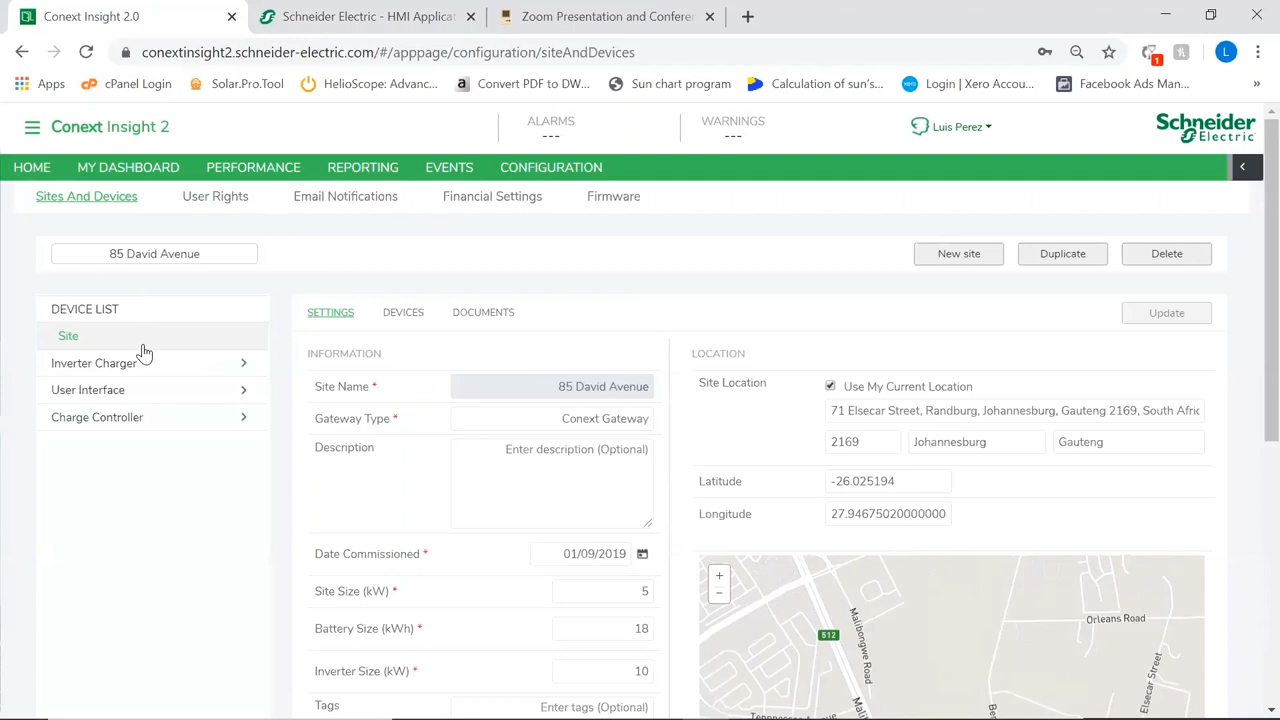 Conext Insight 2.0
Schneider Electric - HMI Applica
Zoom Presentation and Conferen
conextinsight2.schneider-electric.com/#/apppage/configuration/siteAndDevices
1
L
Apps
cPanel Login
Solar.Pro.Tool
HelioScope: Advanc...
Convert PDF to DW...
Sun chart program
Calculation of sun's...
Login | Xero Accou...
Facebook Ads Man...
»
Conext Insight 2
ALARMS
---
WARNINGS
---
Luis Perez
Schneider
Electric
HOME
MY DASHBOARD
PERFORMANCE
REPORTING
EVENTS
CONFIGURATION
Sites And Devices
User Rights
Email Notifications
Financial Settings
Firmware
85 David Avenue
New site
Duplicate
Delete
DEVICE LIST
Site
Inverter Charger
User Interface
Charge Controller
SETTINGS
DEVICES
DOCUMENTS
Update
INFORMATION
Site Name * 85 David Avenue
Gateway Type * Conext Gateway
Description Enter description (Optional)
Date Commissioned * 01/09/2019
Site Size (kW) * 5
Battery Size (kWh) * 18
Inverter Size (kW) * 10
Tags Enter tags (Optional)
LOCATION
Site Location Use My Current Location
71 Elsecar Street, Randburg, Johannesburg, Gauteng 2169, South Afric
2169 Johannesburg Gauteng
Latitude -26.025194
Longitude 27.94675020000000
+
−
512
Malibongwe Road
Orleans Road
Elsecar Street